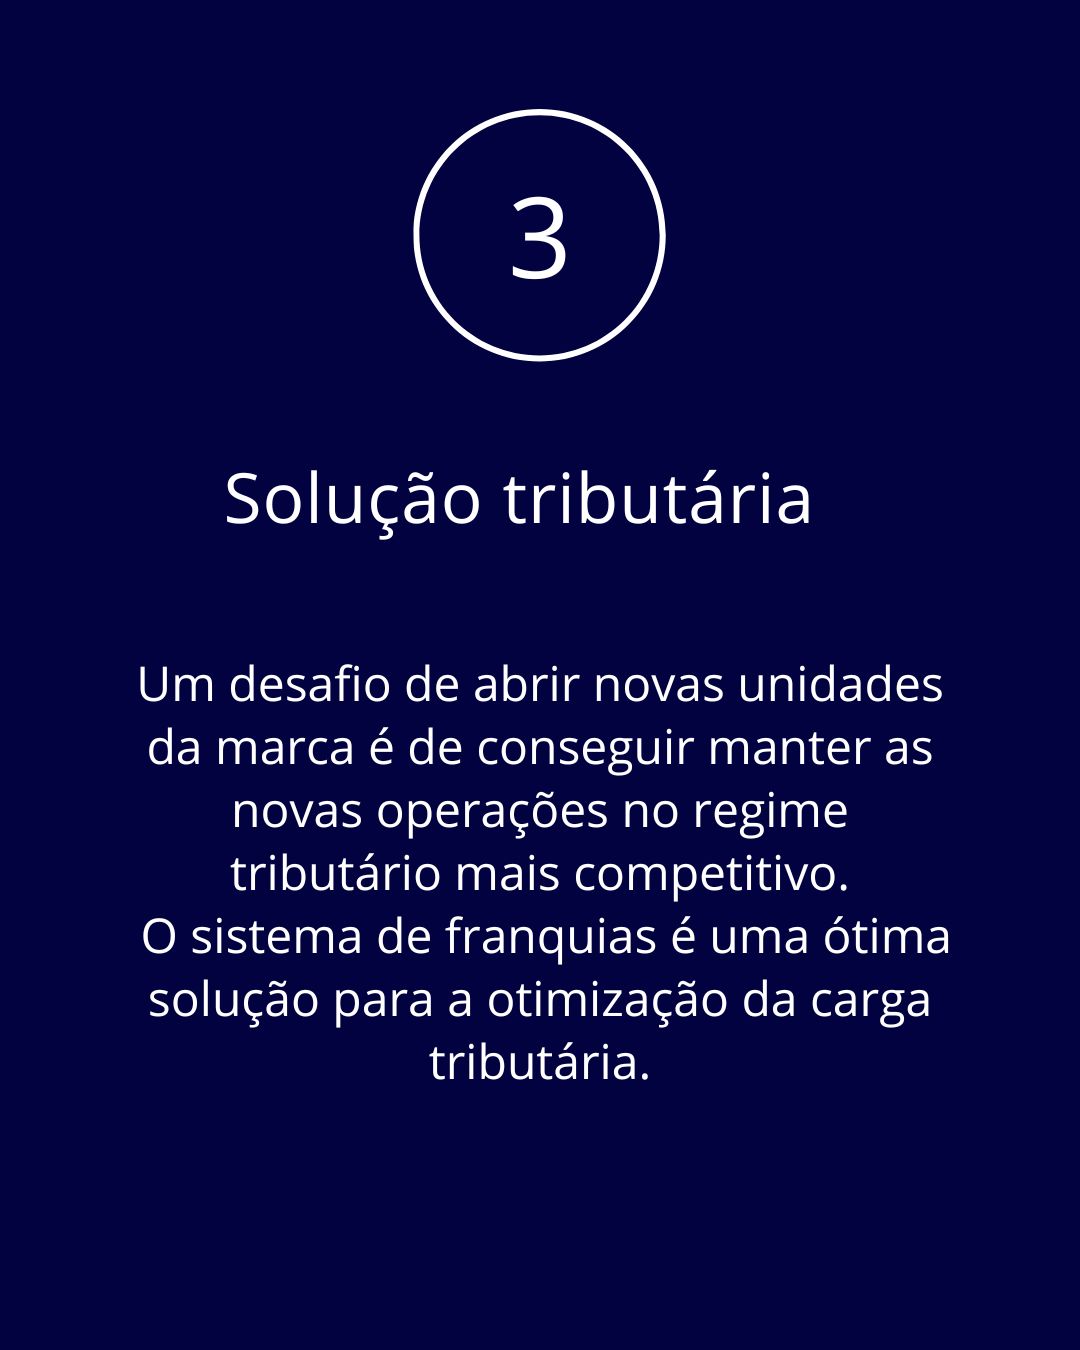 3
Solução tributária
Um desafio de abrir novas unidades
da marca é de conseguir manter as
novas operações no regime
tributário mais competitivo.
O sistema de franquias é uma ótima
solução para a otimização da carga
tributária.